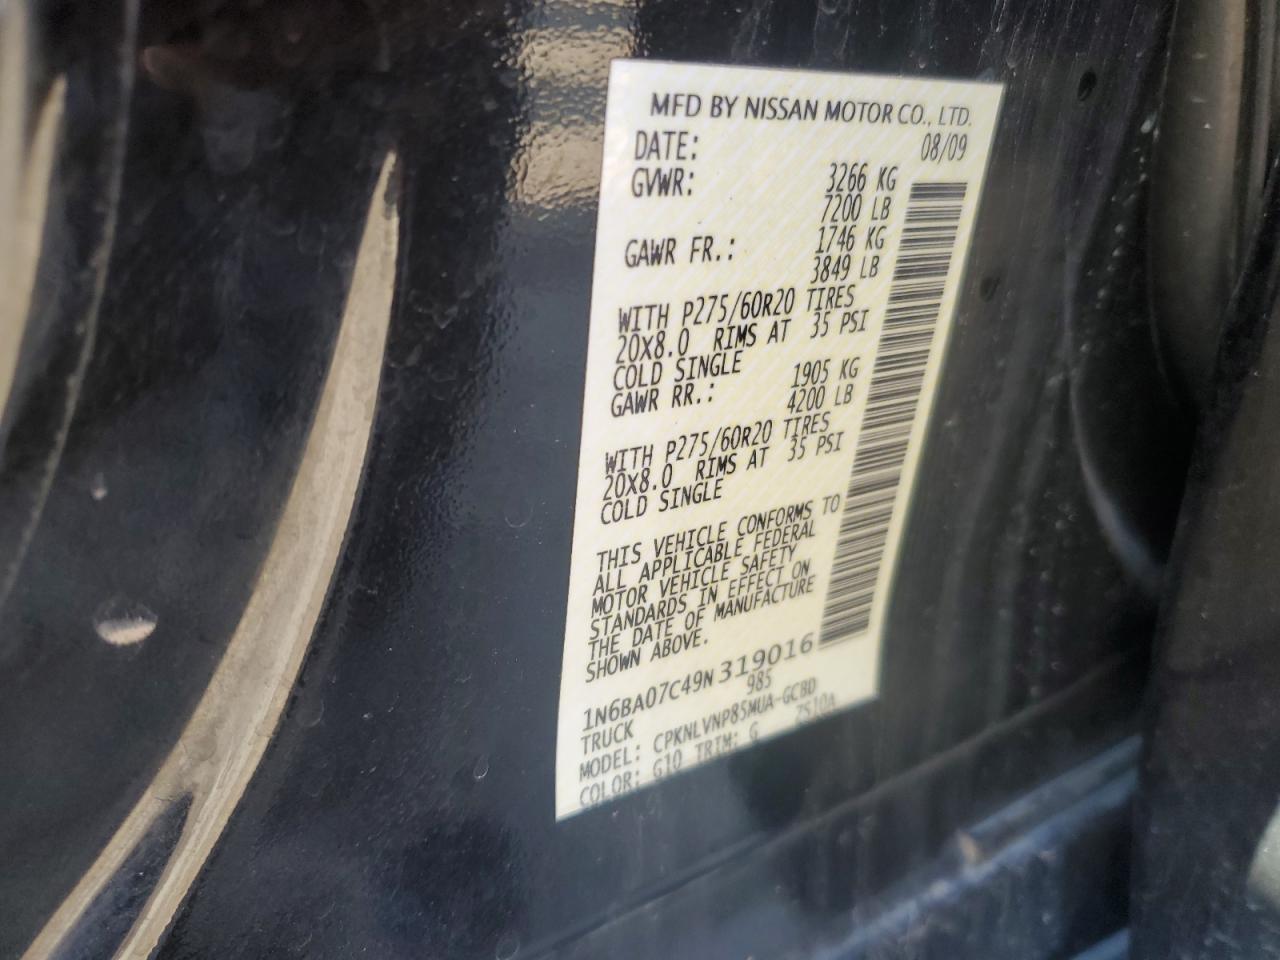 MFD BY NISSAN MOTOR CO., LTD.
DATE: 08/09
GVWR: 3266 KG
7200 LB
GAWR FR.: 1746 KG
3849 LB
WITH P275/60R20 TIRES
20X8.0 RIMS AT 35 PSI
COLD SINGLE
GAWR RR.: 1905 KG
4200 LB
WITH P275/60R20 TIRES
20X8.0 RIMS AT 35 PSI
COLD SINGLE
THIS VEHICLE CONFORMS TO
ALL APPLICABLE FEDERAL
MOTOR VEHICLE SAFETY
STANDARDS IN EFFECT ON
THE DATE OF MANUFACTURE
SHOWN ABOVE.
1N6BA07C49N319016
TRUCK 985
MODEL: CPKNLVNP85MUA-GCBD
COLOR: G10 TRIM: G ZS10A